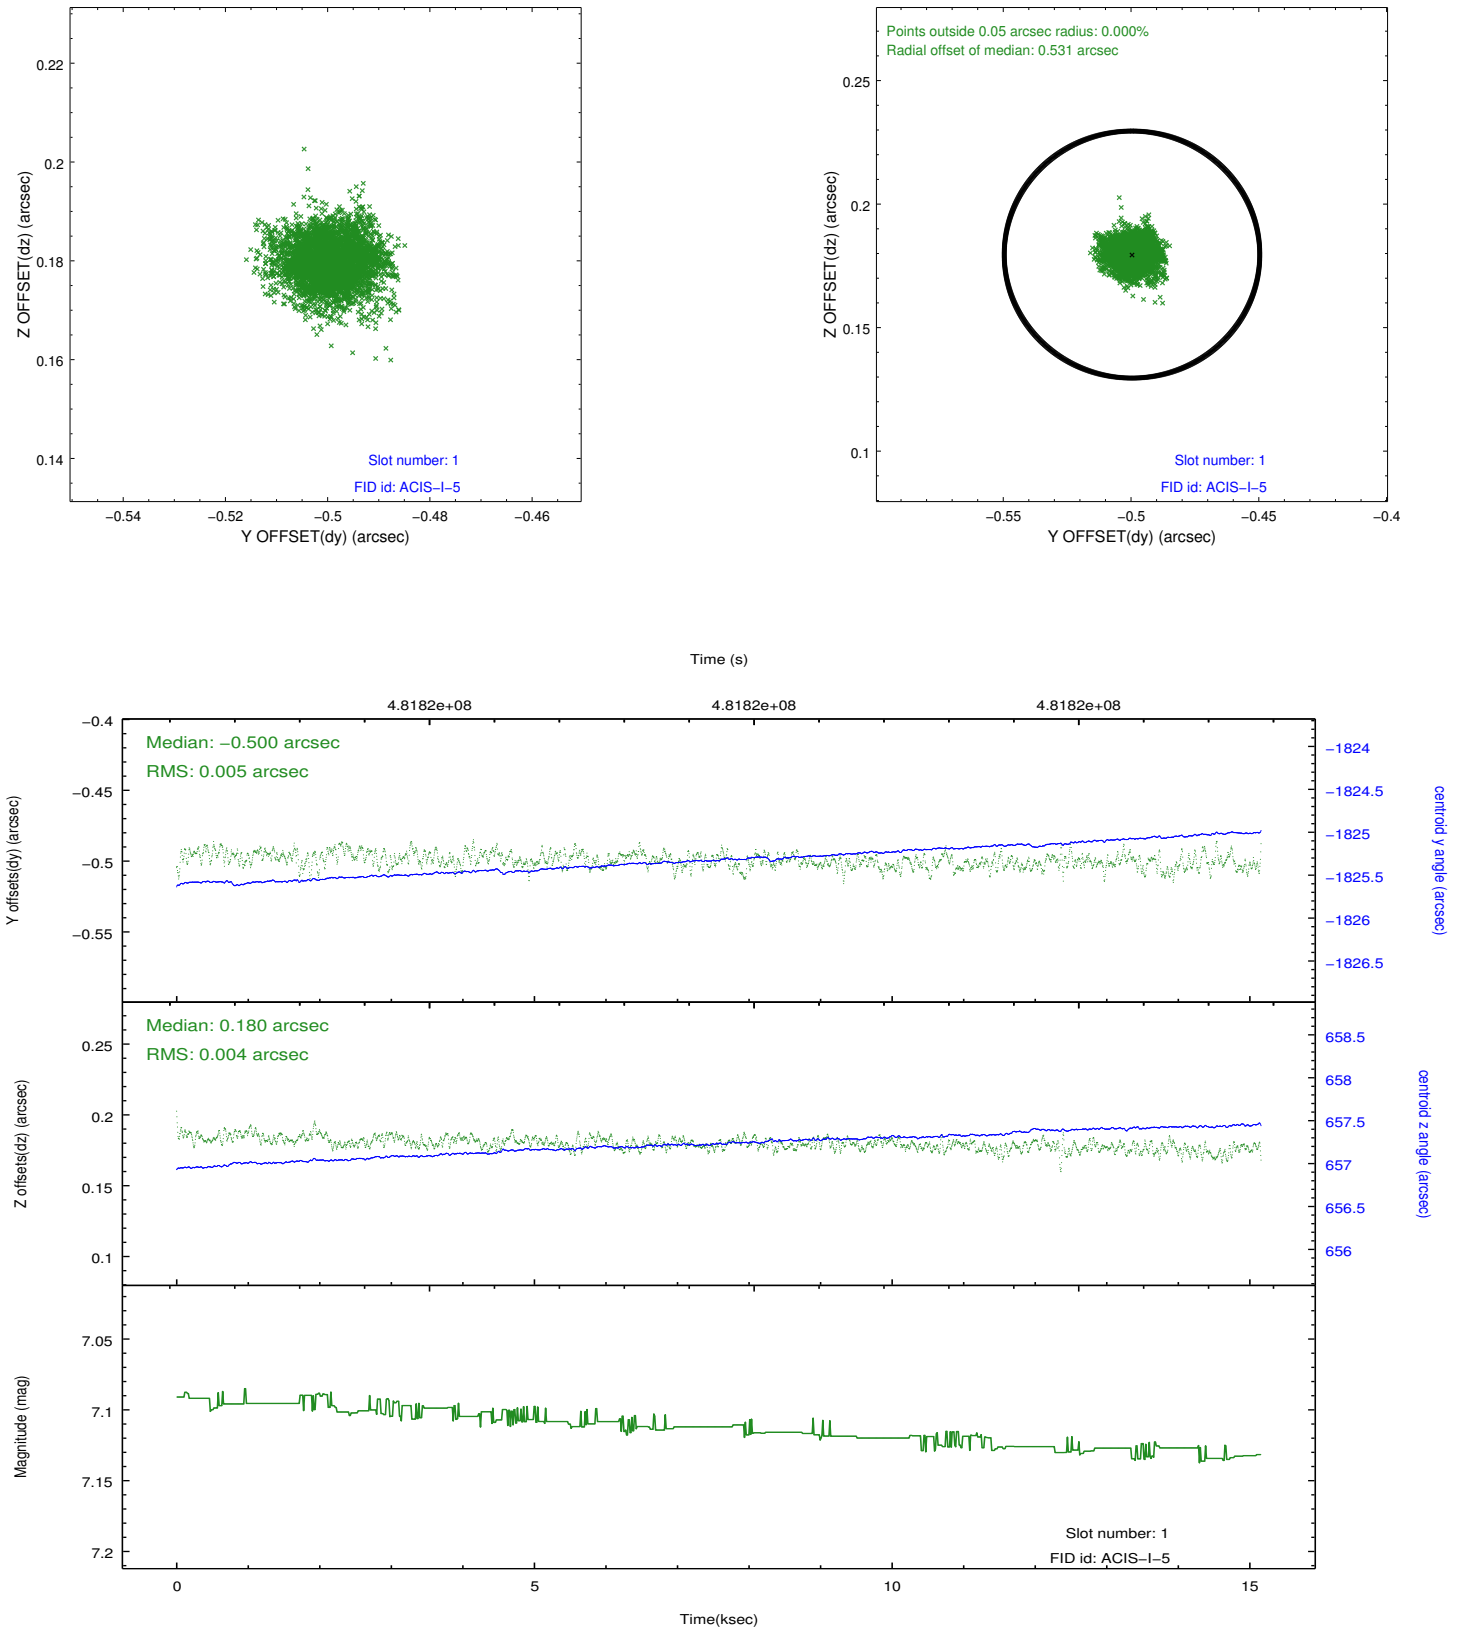 0.22
0.2
0.18
0.16
0.14
Z OFFSET(dz) (arcsec)
Slot number: 1
FID id: ACIS−I−5
−0.54 −0.52 −0.5 −0.48 −0.46
Y OFFSET(dy) (arcsec)
Points outside 0.05 arcsec radius: 0.000%
Radial offset of median: 0.531 arcsec
0.25
0.2
0.15
0.1
Z OFFSET(dz) (arcsec)
Slot number: 1
FID id: ACIS−I−5
−0.55 −0.5 −0.45 −0.4
Y OFFSET(dy) (arcsec)
Time (s)
4.8182e+08 4.8182e+08 4.8182e+08
Median: −0.500 arcsec
RMS: 0.005 arcsec
−0.4
−0.45
−0.5
−0.55
Y offsets(dy) (arcsec)
−1824
−1824.5
−1825
−1825.5
−1826
−1826.5
centroid y angle (arcsec)
Median: 0.180 arcsec
RMS: 0.004 arcsec
0.25
0.2
0.15
0.1
Z offsets(dz) (arcsec)
658.5
658
657.5
657
656.5
656
centroid z angle (arcsec)
7.05
7.1
7.15
7.2
Magnitude (mag)
Slot number: 1
FID id: ACIS−I−5
0 5 10 15
Time(ksec)